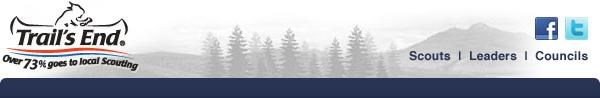 Trail's End®
Over 73% goes to local Scouting
Scouts | Leaders | Councils